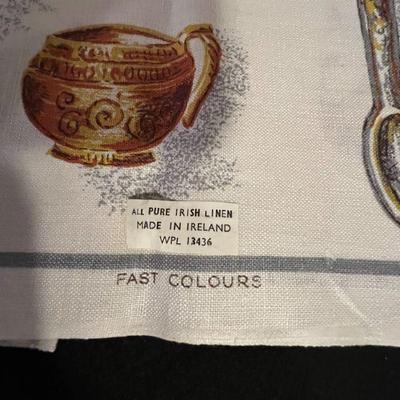 ALL PURE IRISH LINEN
MADE IN IRELAND
WPL 13436
FAST COLOURS